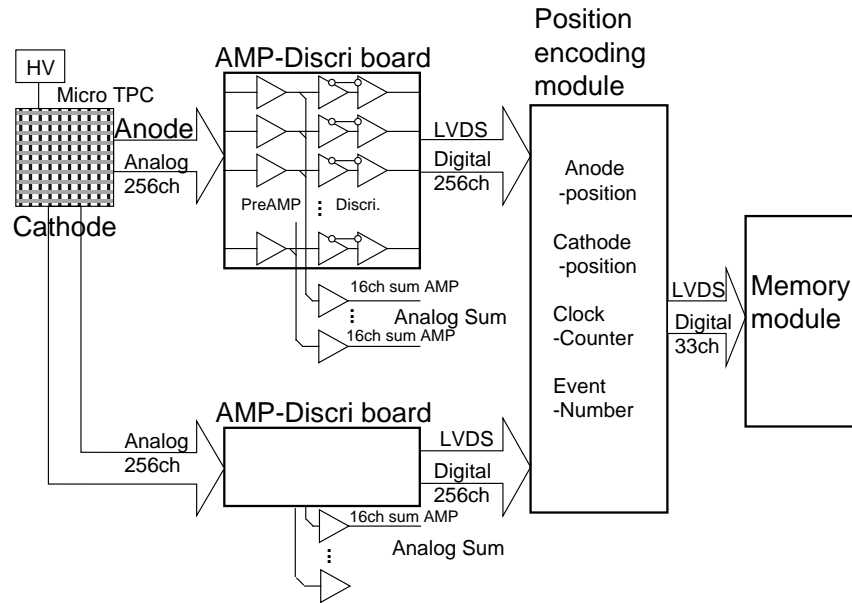 HV
Micro TPC
Anode
Analog
256ch
Cathode
AMP-Discri board
PreAMP
Discri.
16ch sum AMP
Analog Sum
16ch sum AMP
LVDS
Digital
256ch
AMP-Discri board
Analog
256ch
LVDS
Digital
256ch
16ch sum AMP
Analog Sum
Position
encoding
module
Anode
-position
Cathode
-position
Clock
-Counter
Event
-Number
LVDS
Digital
33ch
Memory
module